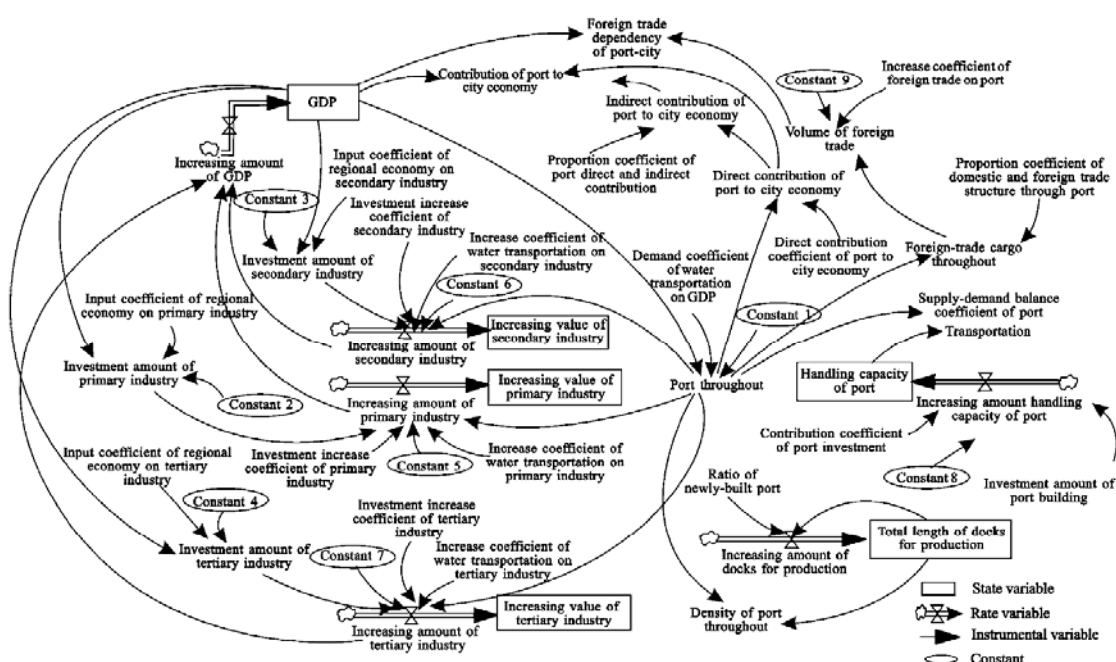 Foreign trade
dependency
of port-city
Contribution of port to
city economy
Constant 9
Increase coefficient of
foreign trade on port
GDP
Indirect contribution of
port to city economy
Volume of foreign
trade
Increasing amount
of GDP
Input coefficient of
regional economy on
secondary industry
Proportion coefficient of
port direct and indirect
contribution
Direct contribution of
port to city economy
Proportion coefficient of
domestic and foreign trade
structure through port
Constant 3
Investment increase
coefficient of
secondary industry
Investment amount of
secondary industry
Increase coefficient of
water transportation on
secondary industry
Demand coefficient
of water
transportation
on GDP
Direct contribution
coefficient of port to
city economy
Foreign-trade cargo
throughout
Constant 6
Constant 1
Input coefficient of regional
economy on primary industry
Supply-demand balance
coefficient of port
Transportation
Increasing value of
secondary industry
Increasing amount of
secondary industry
Investment amount of
primary industry
Increasing value of
primary industry
Port throughout
Handling capacity
of port
Constant 2
Increasing amount of
primary industry
Increasing amount handling
capacity of port
Contribution coefficient
of port investment
Input coefficient of regional
economy on tertiary
industry
Investment increase
coefficient of primary
industry
Constant 5
Increase coefficient
of water transportation on
primary industry
Ratio of
newly-built port
Constant 8
Investment amount of
port building
Constant 4
Investment increase
coefficient of tertiary
industry
Investment amount of
tertiary industry
Constant 7
Increase coefficient
of water transportation on
tertiary industry
Increasing amount of
docks for production
Total length of docks
for production
Increasing value of
tertiary industry
Increasing amount of
tertiary industry
Density of port
throughout
State variable
Rate variable
Instrumental variable
Constant